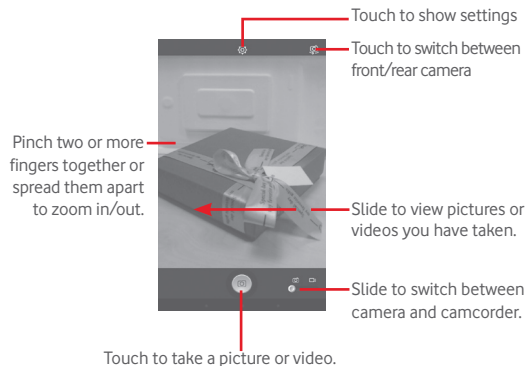 Touch to show settings
Touch to switch between
front/rear camera
Pinch two or more
fingers together or
spread them apart
to zoom in/out.
Slide to view pictures or
videos you have taken.
Slide to switch between
camera and camcorder.
Touch to take a picture or video.